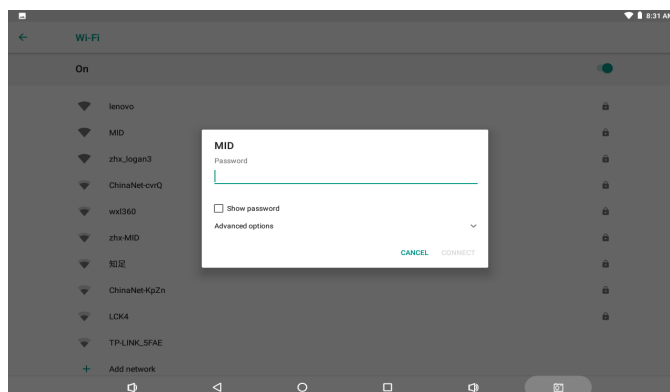 8:31 AM
Wi-Fi
On
lenovo
MID
zhx_logan3
ChinaNet-cvrQ
wxl360
zhx-MID
知足
ChinaNet-KpZn
LCK4
TP-LINK_5FAE
Add network
MID
Password
Show password
Advanced options
CANCEL CONNECT